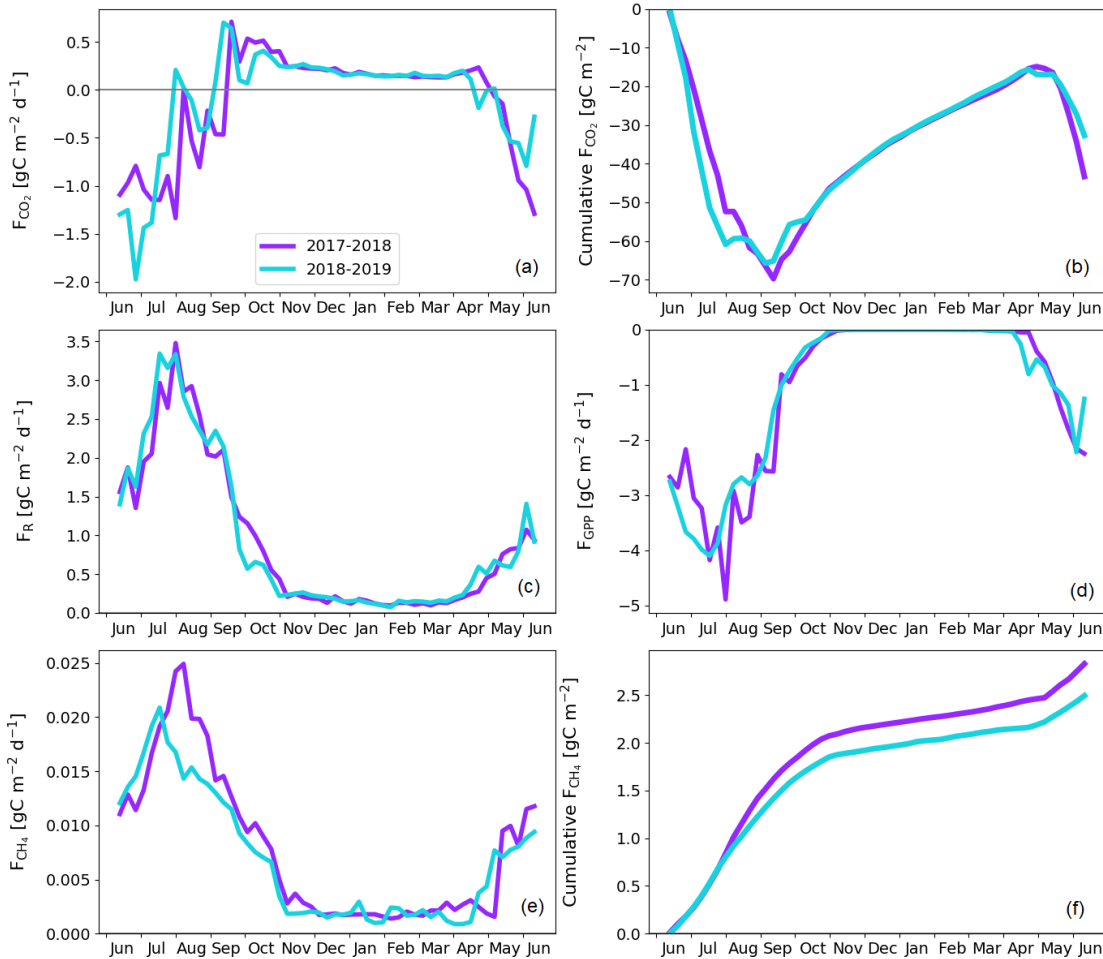 F_CO2 [gC m−2 d−1]
0.5
0.0
−0.5
−1.0
−1.5
−2.0
2017-2018
2018-2019
(a)
Jun Jul Aug Sep Oct Nov Dec Jan Feb Mar Apr May Jun
Cumulative F_CO2 [gC m−2]
0
−10
−20
−30
−40
−50
−60
−70
(b)
Jun Jul Aug Sep Oct Nov Dec Jan Feb Mar Apr May Jun
F_R [gC m−2 d−1]
3.5
3.0
2.5
2.0
1.5
1.0
0.5
0.0
(c)
Jun Jul Aug Sep Oct Nov Dec Jan Feb Mar Apr May Jun
F_GPP [gC m−2 d−1]
0
−1
−2
−3
−4
−5
(d)
Jun Jul Aug Sep Oct Nov Dec Jan Feb Mar Apr May Jun
F_CH4 [gC m−2 d−1]
0.025
0.020
0.015
0.010
0.005
0.000
(e)
Jun Jul Aug Sep Oct Nov Dec Jan Feb Mar Apr May Jun
Cumulative F_CH4 [gC m−2]
2.5
2.0
1.5
1.0
0.5
0.0
(f)
Jun Jul Aug Sep Oct Nov Dec Jan Feb Mar Apr May Jun